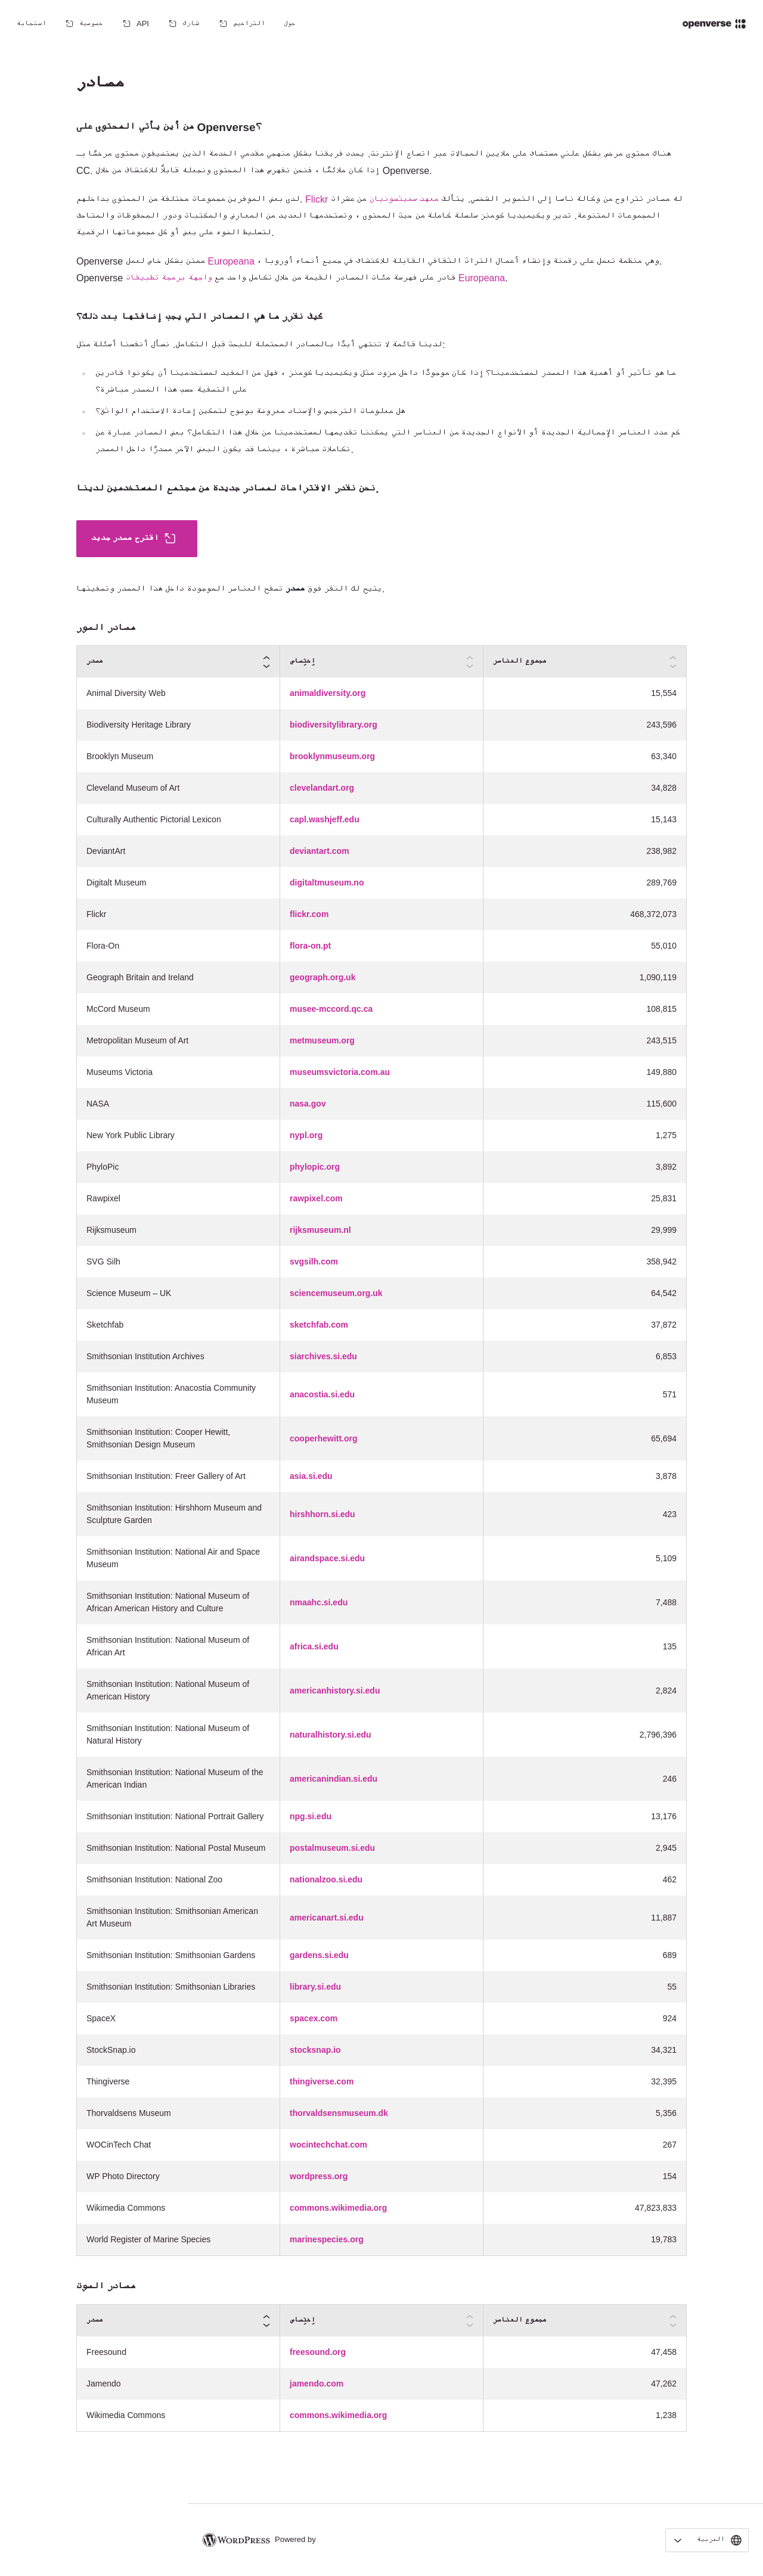 openverse
حول
التراخيص
شارك
API
خصوصية
استجابة
مصادر
من أين يأتي المحتوى على Openverse؟
هناك محتوى مرخص بشكل علني مستضاف على ملايين المجالات عبر اتساع الإنترنت. يحدد فريقنا بشكل منهجي مقدمي الخدمة الذين يستضيفون محتوى مرخصًا بـ
CC. إذا كان ملائمًا ، فنحن نفهرس هذا المحتوى ونجعله قابلًا للاكتشاف من خلال Openverse.
لدى بعض الموفرين مجموعات مختلفة من المحتوى بداخلهم. Flickr له مصادر تتراوح من وكالة ناسا إلى التصوير الشخصي. يتألف معهد سميثسونيان من عشرات
المجموعات المتنوعة. تدير ويكيميديا كومنز سلسلة كاملة من حيث المحتوى ، وتستخدمها العديد من المعارض والمكتبات ودور المحفوظات والمتاحف
لتسليط الضوء على بعض أو كل مجموعاتها الرقمية.
Openverse ممتن بشكل خاص لعمل Europeana ، وهي منظمة تعمل على رقمنة وإنشاء أعمال التراث الثقافي القابلة للاكتشاف في جميع أنحاء أوروبا.
Openverse قادر على فهرسة مئات المصادر القيمة من خلال تكامل واحد مع واجهة برمجة تطبيقات Europeana.
كيف نقرر ما هي المصادر التي يجب إضافتها بعد ذلك؟
لدينا قائمة لا تنتهي أبدًا بالمصادر المحتملة للبحث قبل التكامل. نسأل أنفسنا أسئلة مثل:
ما هو تأثير أو أهمية هذا المصدر لمستخدمينا؟ إذا كان موجودًا داخل مزود مثل ويكيميديا كومنز ، فهل من المفيد لمستخدمينا أن يكونوا قادرين
على التصفية حسب هذا المصدر مباشرة؟
هل معلومات الترخيص والإسناد معروضة بوضوح لتمكين إعادة الاستخدام الواثق؟
كم عدد العناصر الإجمالية الجديدة أو الأنواع الجديدة من العناصر التي يمكننا تقديمها لمستخدمينا من خلال هذا التكامل؟ بعض المصادر عبارة عن
تكاملات مباشرة ، بينما قد يكون البعض الآخر مصدرًا داخل المصدر.
نحن نقدر الاقتراحات لمصادر جديدة من مجتمع المستخدمين لدينا.
اقترح مصدر جديد
يتيح لك النقر فوق مصدر تصفح العناصر الموجودة داخل هذا المصدر وتصفيتها.
مصادر الصور
مصدر اِختِصاص مجموع العناصر
Animal Diversity Web animaldiversity.org 15,554
Biodiversity Heritage Library biodiversitylibrary.org 243,596
Brooklyn Museum brooklynmuseum.org 63,340
Cleveland Museum of Art clevelandart.org 34,828
Culturally Authentic Pictorial Lexicon capl.washjeff.edu 15,143
DeviantArt deviantart.com 238,982
Digitalt Museum digitaltmuseum.no 289,769
Flickr flickr.com 468,372,073
Flora-On flora-on.pt 55,010
Geograph Britain and Ireland geograph.org.uk 1,090,119
McCord Museum musee-mccord.qc.ca 108,815
Metropolitan Museum of Art metmuseum.org 243,515
Museums Victoria museumsvictoria.com.au 149,880
NASA nasa.gov 115,600
New York Public Library nypl.org 1,275
PhyloPic phylopic.org 3,892
Rawpixel rawpixel.com 25,831
Rijksmuseum rijksmuseum.nl 29,999
SVG Silh svgsilh.com 358,942
Science Museum – UK sciencemuseum.org.uk 64,542
Sketchfab sketchfab.com 37,872
Smithsonian Institution Archives siarchives.si.edu 6,853
Smithsonian Institution: Anacostia Community
Museum anacostia.si.edu 571
Smithsonian Institution: Cooper Hewitt,
Smithsonian Design Museum cooperhewitt.org 65,694
Smithsonian Institution: Freer Gallery of Art asia.si.edu 3,878
Smithsonian Institution: Hirshhorn Museum and
Sculpture Garden hirshhorn.si.edu 423
Smithsonian Institution: National Air and Space
Museum airandspace.si.edu 5,109
Smithsonian Institution: National Museum of
African American History and Culture nmaahc.si.edu 7,488
Smithsonian Institution: National Museum of
African Art africa.si.edu 135
Smithsonian Institution: National Museum of
American History americanhistory.si.edu 2,824
Smithsonian Institution: National Museum of
Natural History naturalhistory.si.edu 2,796,396
Smithsonian Institution: National Museum of the
American Indian americanindian.si.edu 246
Smithsonian Institution: National Portrait Gallery npg.si.edu 13,176
Smithsonian Institution: National Postal Museum postalmuseum.si.edu 2,945
Smithsonian Institution: National Zoo nationalzoo.si.edu 462
Smithsonian Institution: Smithsonian American
Art Museum americanart.si.edu 11,887
Smithsonian Institution: Smithsonian Gardens gardens.si.edu 689
Smithsonian Institution: Smithsonian Libraries library.si.edu 55
SpaceX spacex.com 924
StockSnap.io stocksnap.io 34,321
Thingiverse thingiverse.com 32,395
Thorvaldsens Museum thorvaldsensmuseum.dk 5,356
WOCinTech Chat wocintechchat.com 267
WP Photo Directory wordpress.org 154
Wikimedia Commons commons.wikimedia.org 47,823,833
World Register of Marine Species marinespecies.org 19,783
مصادر الصوت
مصدر اِختِصاص مجموع العناصر
Freesound freesound.org 47,458
Jamendo jamendo.com 47,262
Wikimedia Commons commons.wikimedia.org 1,238
WORDPRESS Powered by
العربية